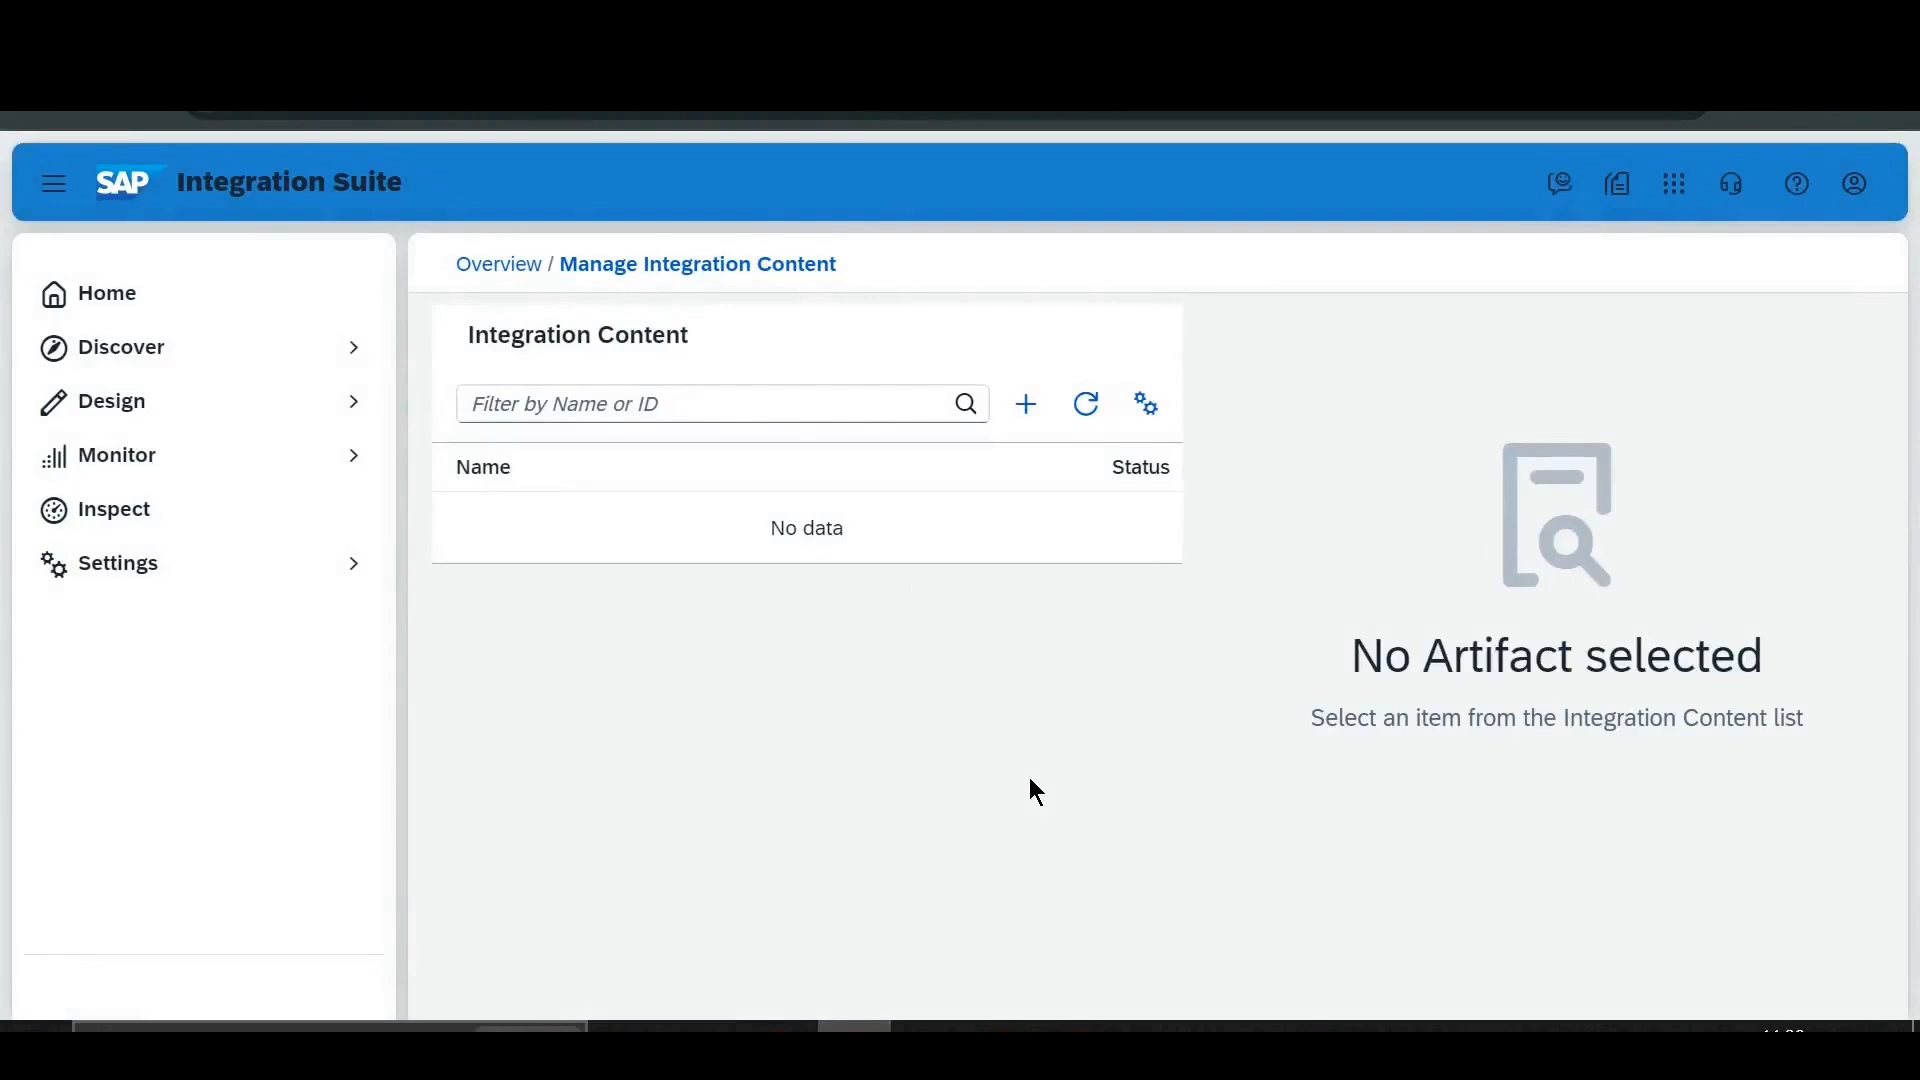 SAP Integration Suite
Home
Discover
Design
Monitor
Inspect
Settings
Overview / Manage Integration Content
Integration Content
Filter by Name or ID
Name Status
No data
No Artifact selected
Select an item from the Integration Content list